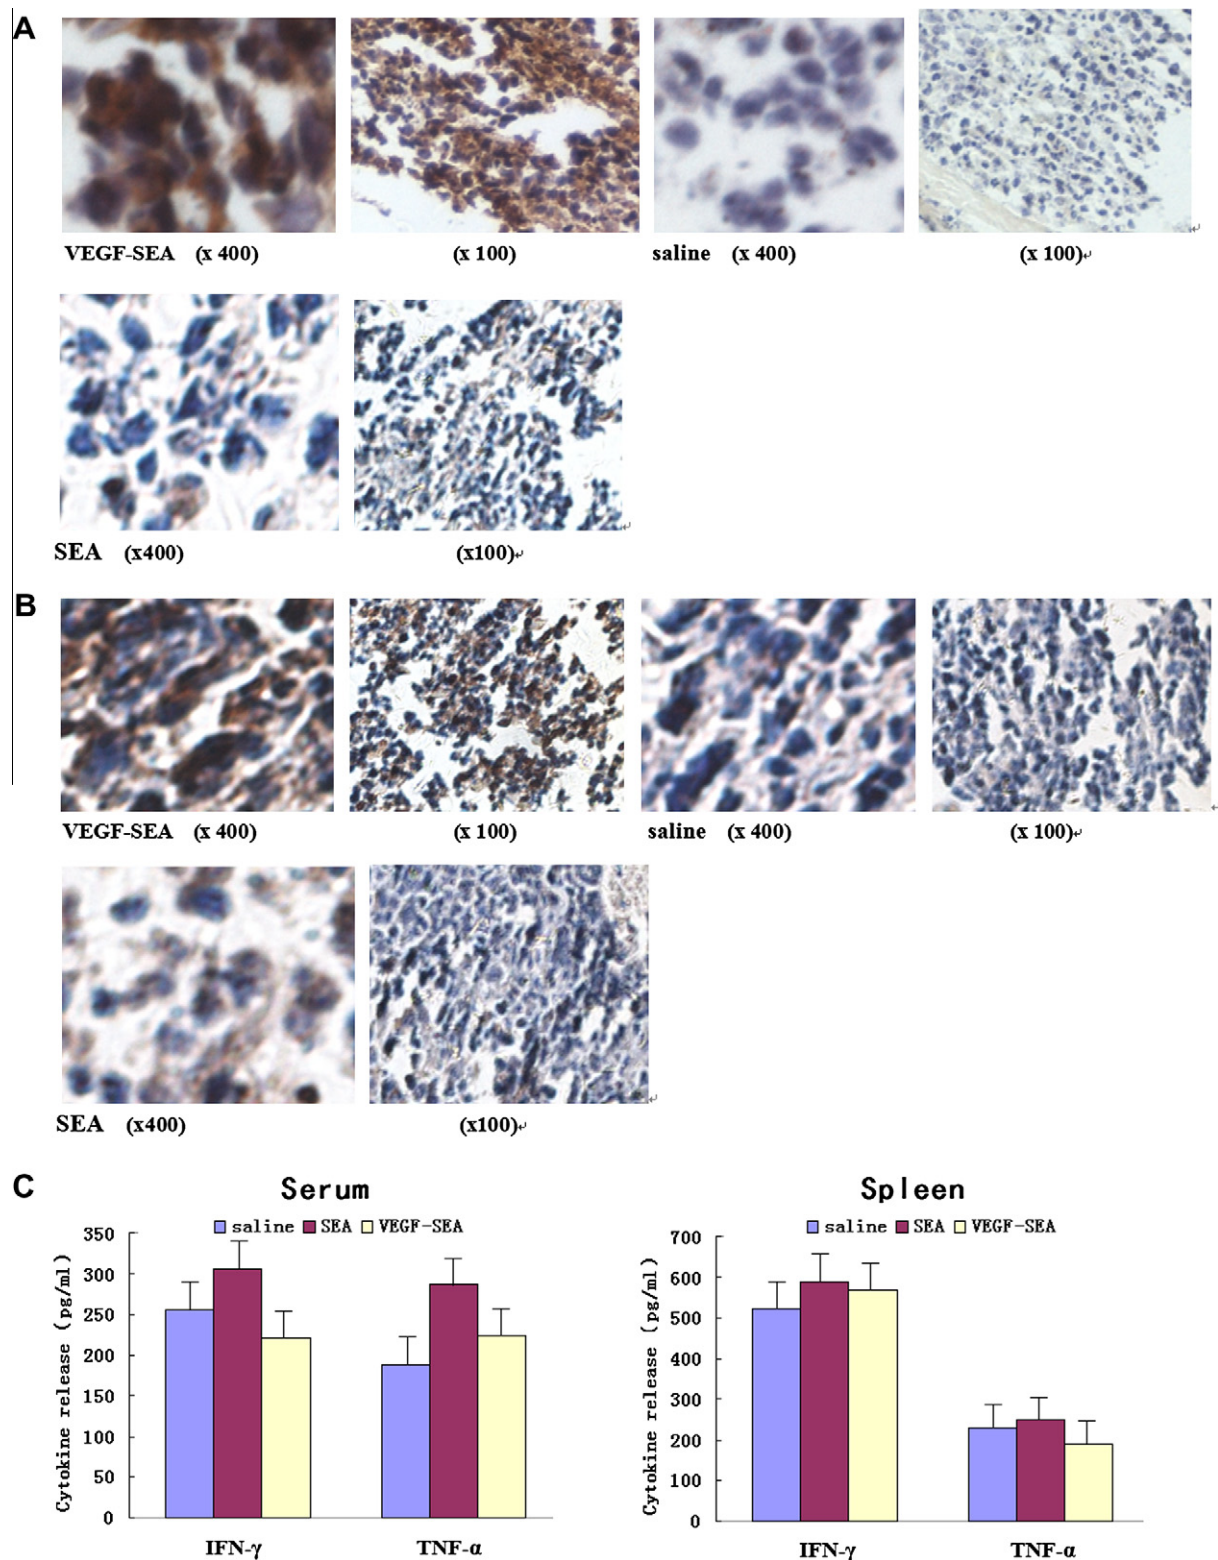 A
VEGF-SEA (x 400) (x 100) saline (x 400) (x 100)↵
SEA (x400) (x100)↵
B
VEGF-SEA (x 400) (x 100) saline (x 400) (x 100)↵
SEA (x400) (x100)↵
C
Serum
saline SEA VEGF-SEA
Cytokine release (pg/ml)
350
300
250
200
150
100
50
0
IFN-γ TNF-α
Spleen
saline SEA VEGF-SEA
Cytokine release (pg/ml)
700
600
500
400
300
200
100
0
IFN-γ TNF-α